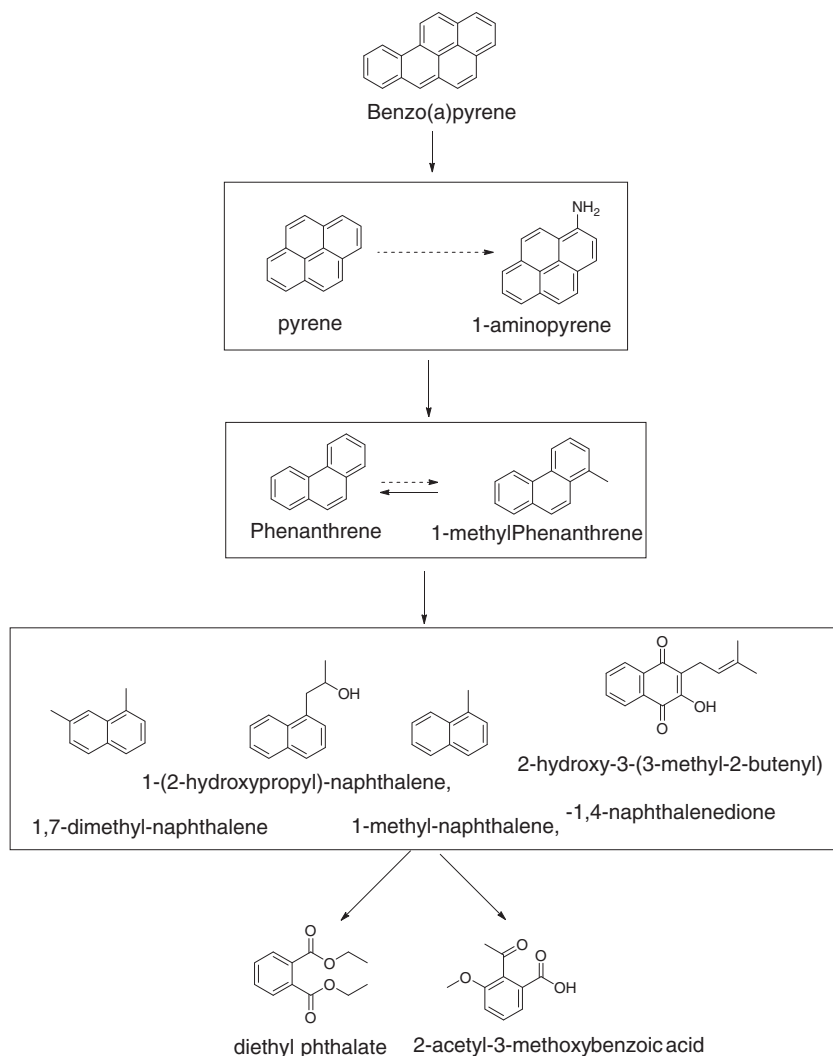 Benzo(a)pyrene
NH2
pyrene
1-aminopyrene
Phenanthrene
1-methylPhenanthrene
OH
O
OH
O
2-hydroxy-3-(3-methyl-2-butenyl)
1-(2-hydroxypropyl)-naphthalene,
-1,4-naphthalenedione
1,7-dimethyl-naphthalene
1-methyl-naphthalene,
O
O
O
O
O
O
O
OH
diethyl phthalate
2-acetyl-3-methoxybenzoic acid